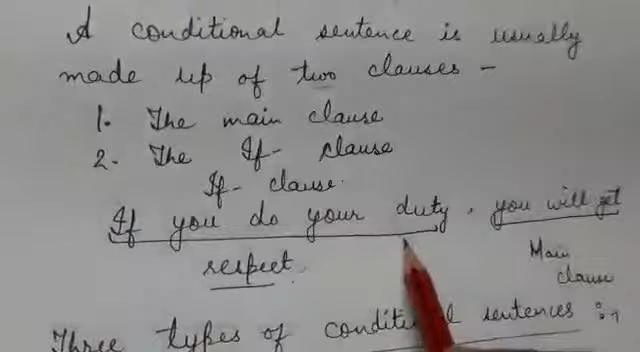 A conditional sentence is usually
made up of two clauses -
1. The main clause
2. The If- clause
If- clause.
If you do your duty, you will get
respect.
Main
clause
Three types of conditional sentences :-